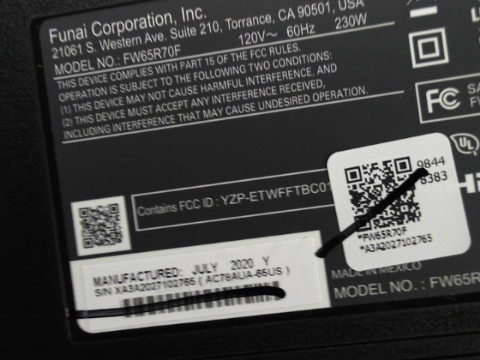 Funai Corporation, Inc.
21061 S. Western Ave. Suite 210, Torrance, CA 90501, USA
MODEL NO.: FW65R70F 120V~ 60Hz 230W
THIS DEVICE COMPLIES WITH PART 15 OF THE FCC RULES.
OPERATION IS SUBJECT TO THE FOLLOWING TWO CONDITIONS:
(1) THIS DEVICE MAY NOT CAUSE HARMFUL INTERFERENCE, AND
(2) THIS DEVICE MUST ACCEPT ANY INTERFERENCE RECEIVED,
INCLUDING INTERFERENCE THAT MAY CAUSE UNDESIRED OPERATION.
FC
UL
9844
8383
*FW65R70F
*A3A2027102765
Contains FCC ID : YZP-ETWFFTBC01
MANUFACTURED: JULY 2020 Y
S/N XA3A2027102765 ( AC78AUA-65US )
MADE IN MEXICO
MODEL NO.: FW65R